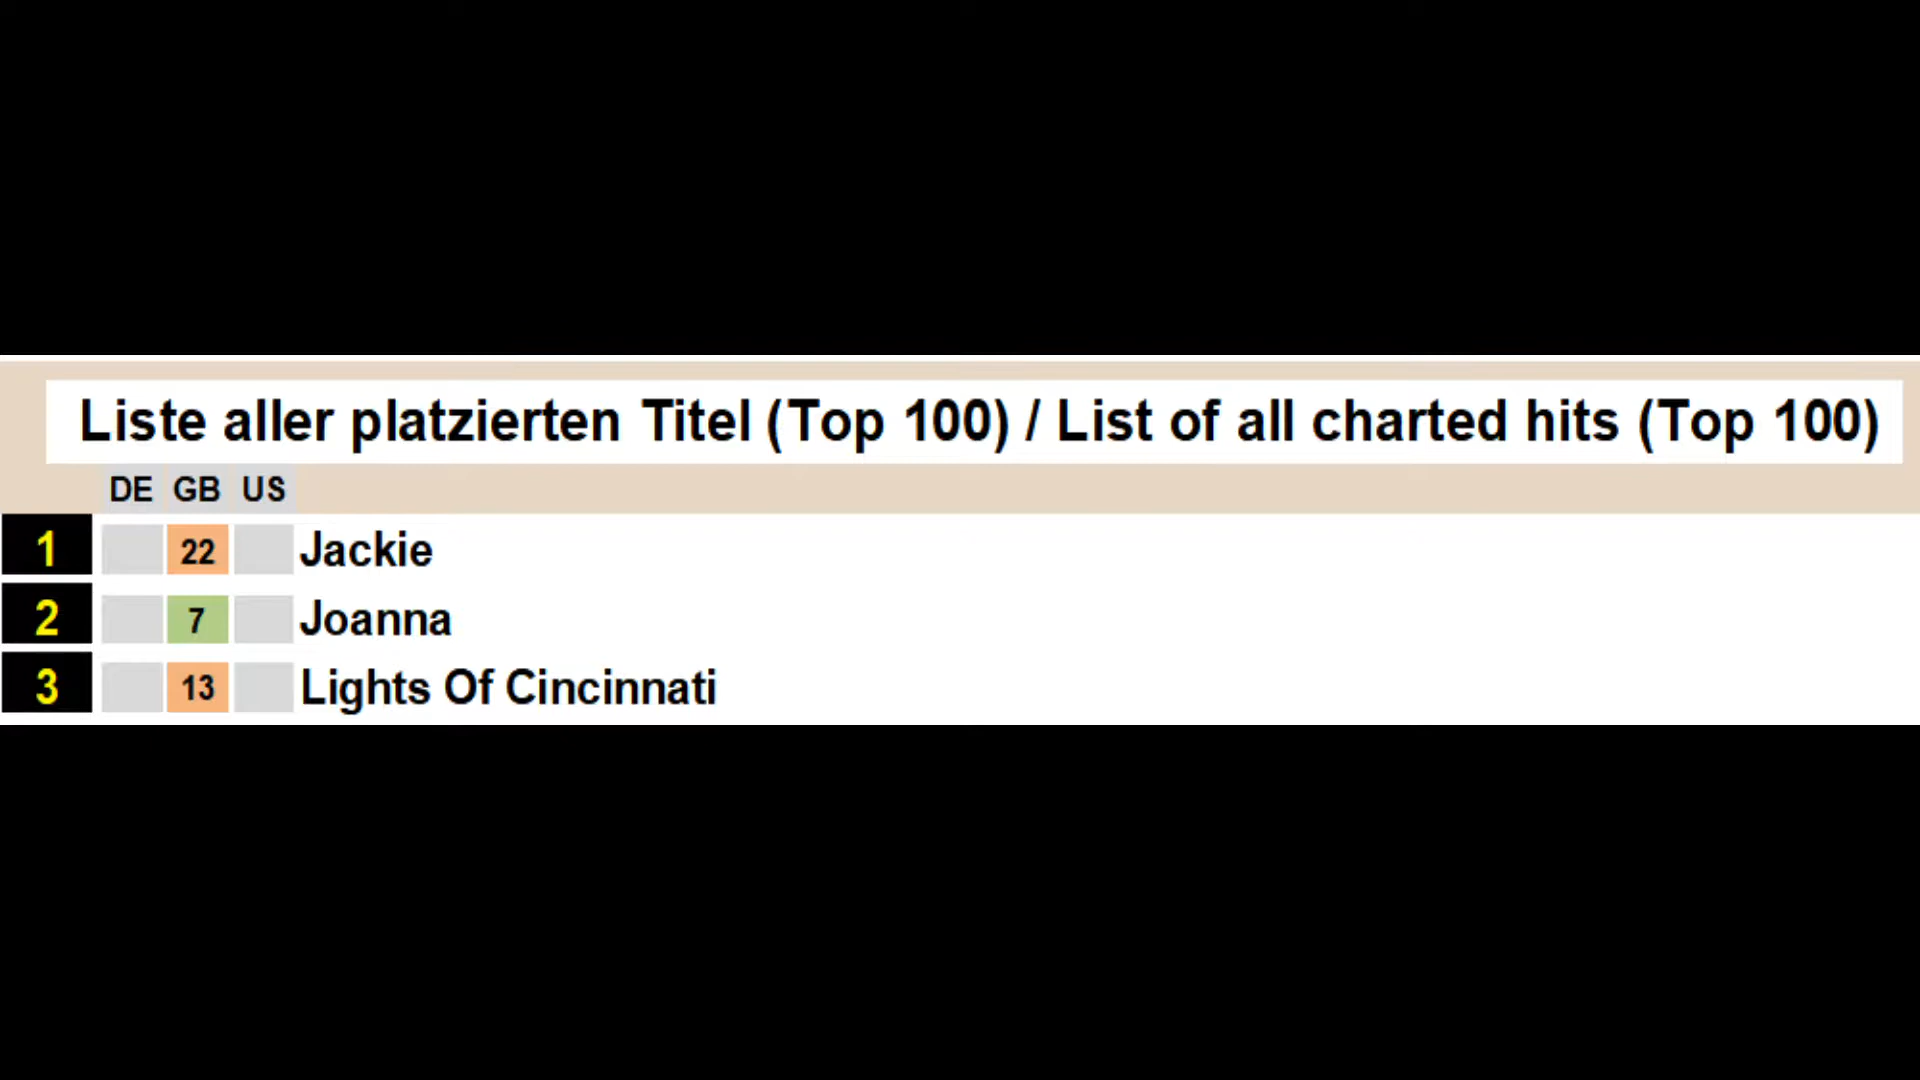 Liste aller platzierten Titel (Top 100) / List of all charted hits (Top 100)
DE GB US
1 22 Jackie
2 7 Joanna
3 13 Lights Of Cincinnati